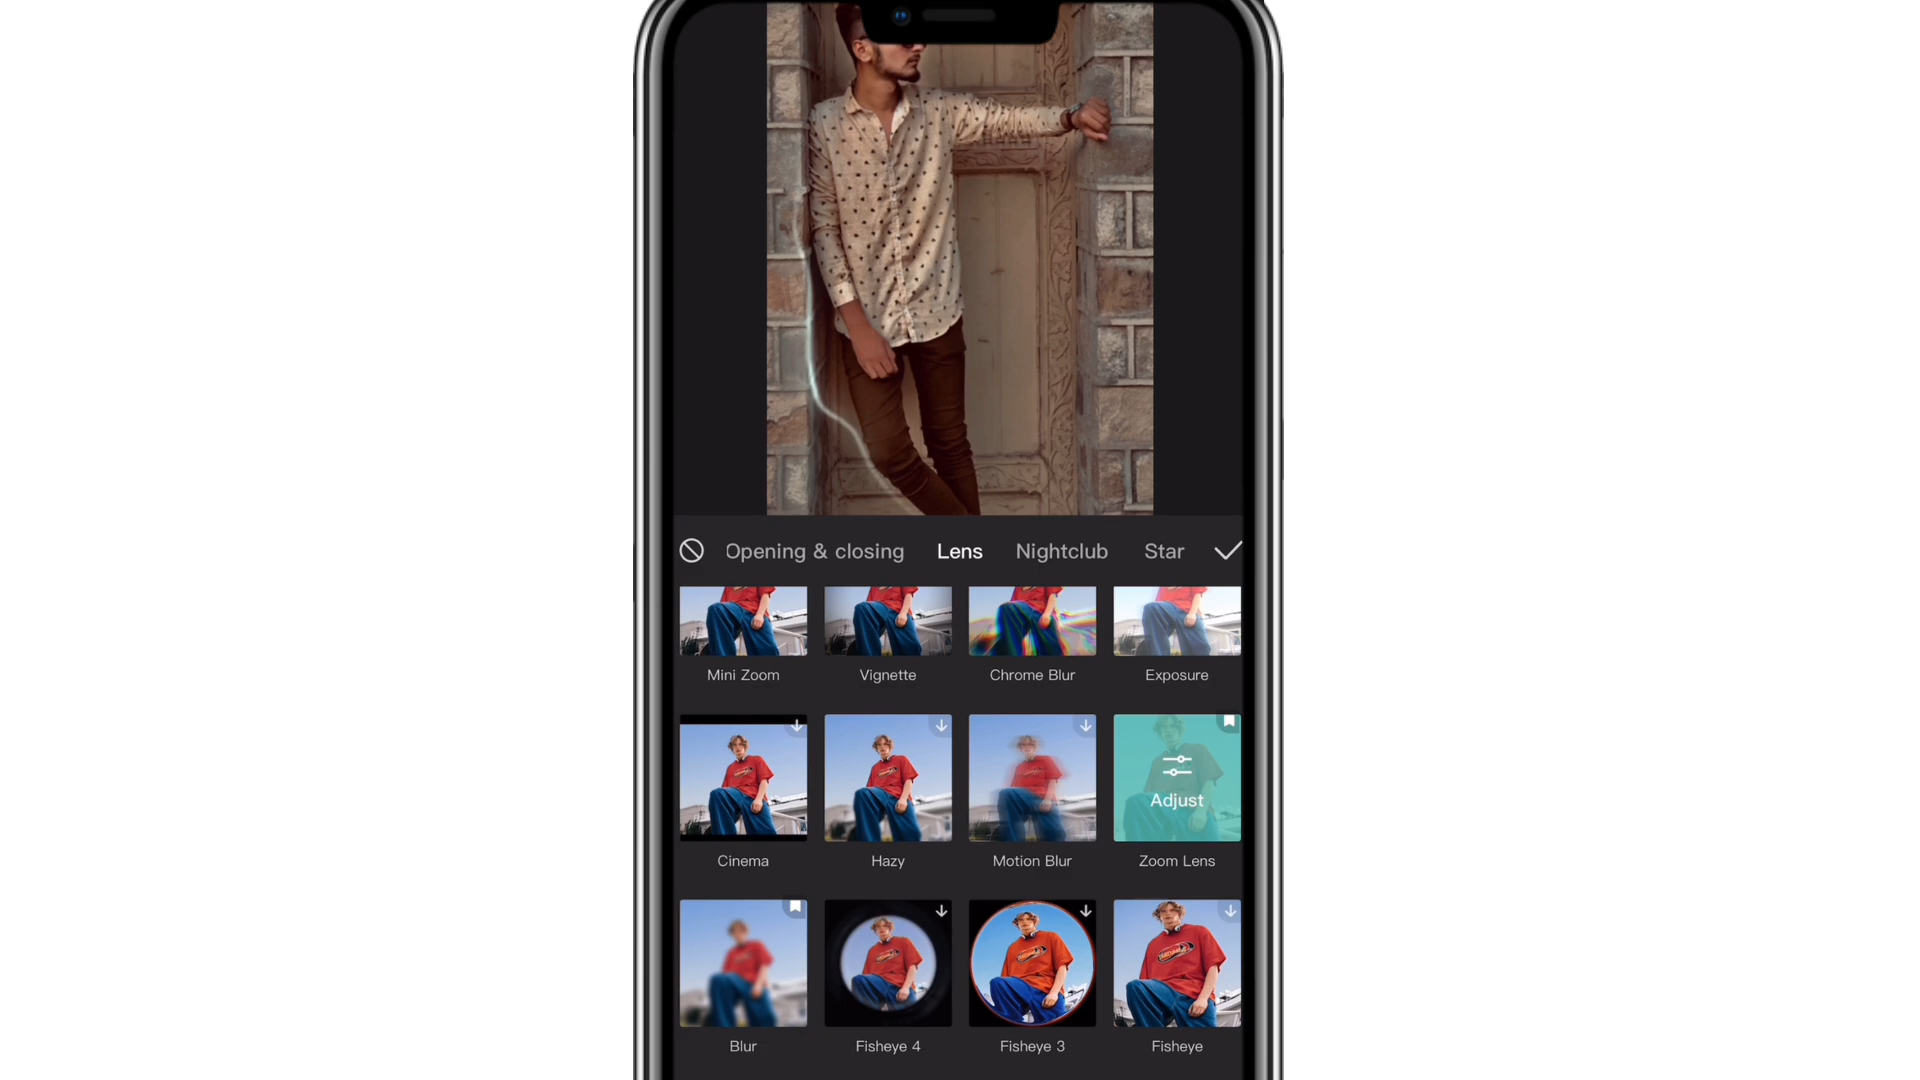 Opening & closing Lens Nightclub Star
Mini Zoom Vignette Chrome Blur Exposure
Adjust
Cinema Hazy Motion Blur Zoom Lens
Blur Fisheye 4 Fisheye 3 Fisheye